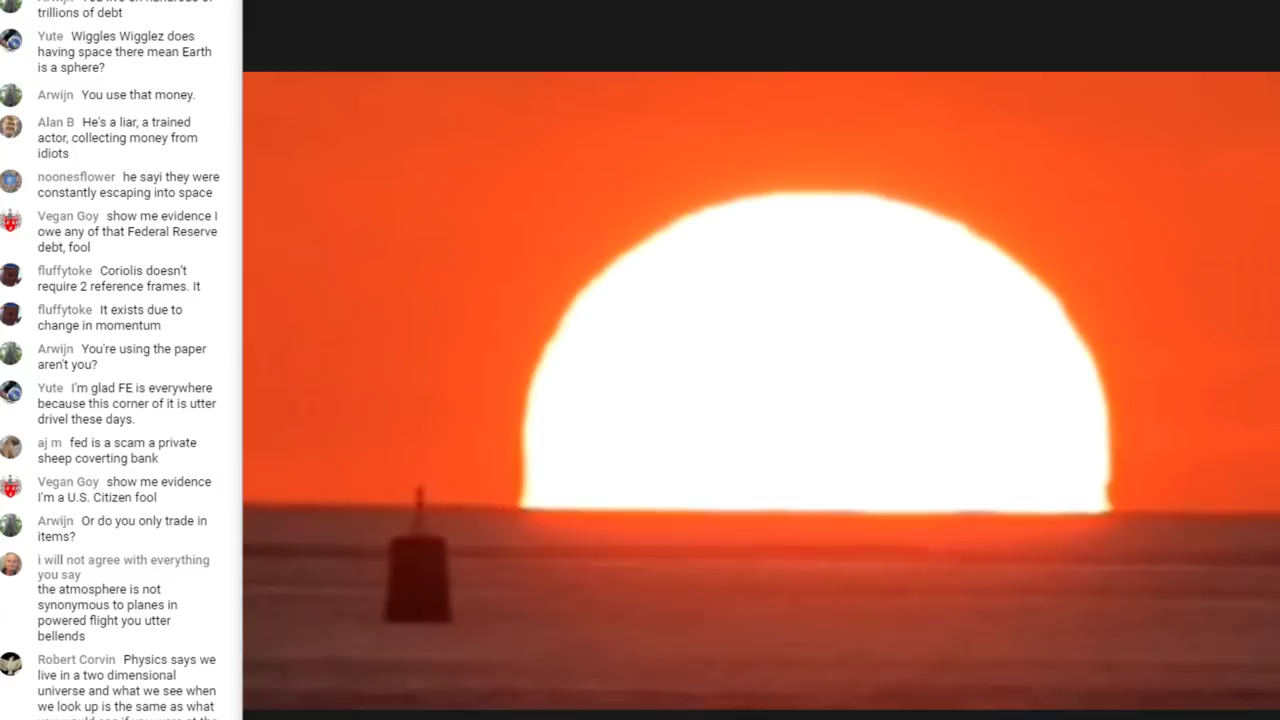 trillions of debt
Yute Wiggles Wigglez does
having space there mean Earth
is a sphere?
Arwijn You use that money.
Alan B He's a liar, a trained
actor, collecting money from
idiots
noonesflower he sayi they were
constantly escaping into space
Vegan Goy show me evidence I
owe any of that Federal Reserve
debt, fool
fluffytoke Coriolis doesn't
require 2 reference frames. It
fluffytoke It exists due to
change in momentum
Arwijn You're using the paper
aren't you?
Yute I'm glad FE is everywhere
because this corner of it is utter
drivel these days.
aj m fed is a scam a private
sheep coverting bank
Vegan Goy show me evidence
I'm a U.S. Citizen fool
Arwijn Or do you only trade in
items?
i will not agree with everything
you say
the atmosphere is not
synonymous to planes in
powered flight you utter
bellends
Robert Corvin Physics says we
live in a two dimensional
universe and what we see when
we look up is the same as what